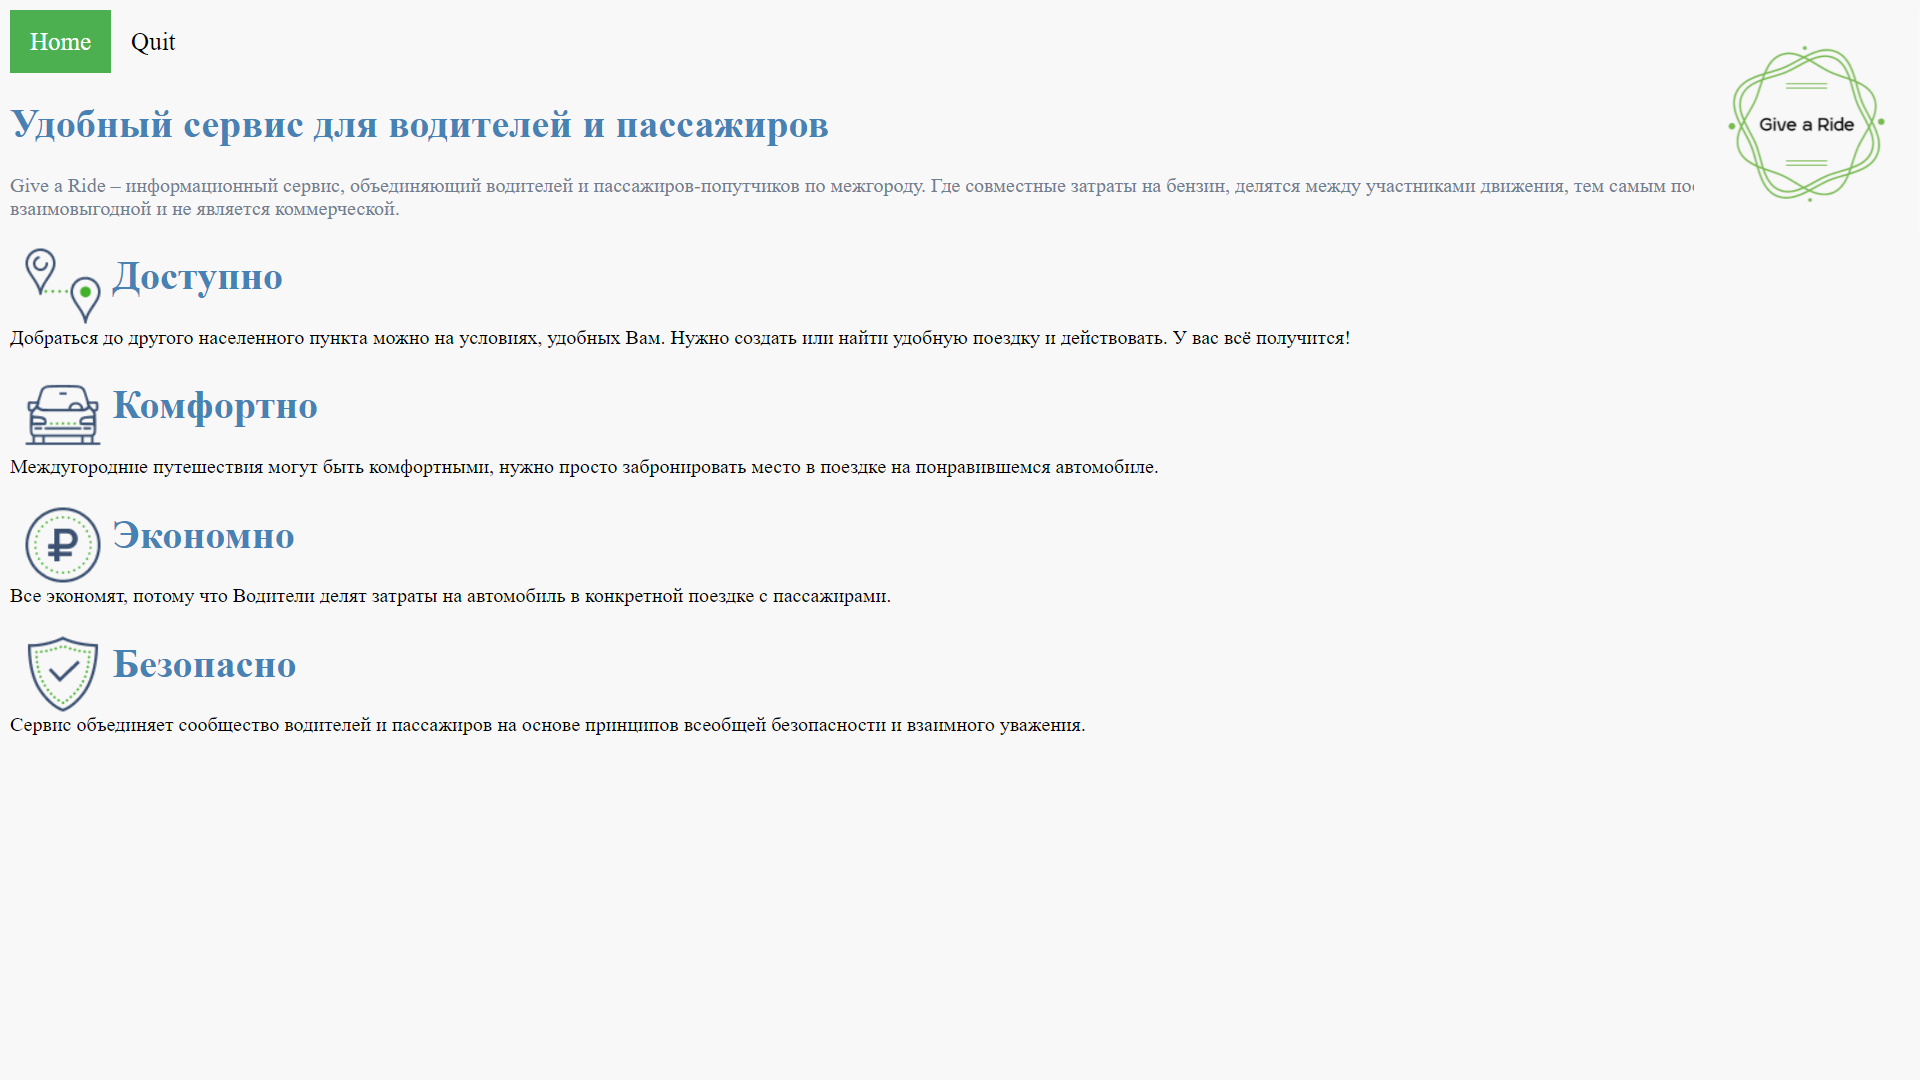 Home Quit
Give a Ride
Удобный сервис для водителей и пассажиров
Give a Ride – информационный сервис, объединяющий водителей и пассажиров-попутчиков по межгороду. Где совместные затраты на бензин, делятся между участниками движения, тем самым
взаимовыгодной и не является коммерческой.
Доступно
Добраться до другого населенного пункта можно на условиях, удобных Вам. Нужно создать или найти удобную поездку и действовать. У вас всё получится!
Комфортно
Междугородние путешествия могут быть комфортными, нужно просто забронировать место в поездке на понравившемся автомобиле.
Экономно
Все экономят, потому что Водители делят затраты на автомобиль в конкретной поездке с пассажирами.
Безопасно
Сервис объединяет сообщество водителей и пассажиров на основе принципов всеобщей безопасности и взаимного уважения.